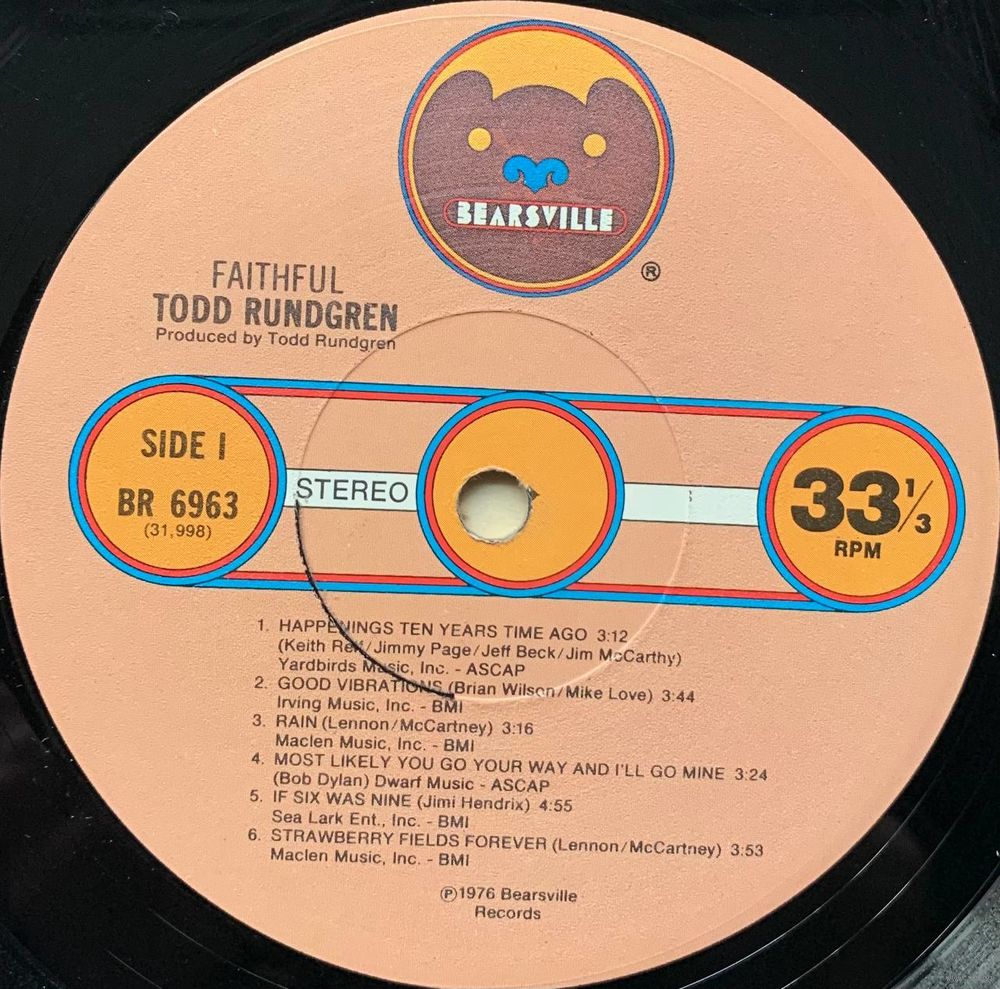 BEARSVILLE
®
FAITHFUL
TODD RUNDGREN
Produced by Todd Rundgren
SIDE 1
BR 6963
(31,998)
STEREO
33 1/3
RPM
1. HAPPENINGS TEN YEARS TIME AGO 3:12
(Keith Relf/Jimmy Page/Jeff Beck/Jim McCarthy)
Yardbirds Music, Inc. - ASCAP
2. GOOD VIBRATIONS (Brian Wilson/Mike Love) 3:44
Irving Music, Inc. - BMI
3. RAIN (Lennon/McCartney) 3:16
Maclen Music, Inc. - BMI
4. MOST LIKELY YOU GO YOUR WAY AND I'LL GO MINE 3:24
(Bob Dylan) Dwarf Music - ASCAP
5. IF SIX WAS NINE (Jimi Hendrix) 4:55
Sea Lark Ent., Inc. - BMI
6. STRAWBERRY FIELDS FOREVER (Lennon/McCartney) 3:53
Maclen Music, Inc. - BMI
℗1976 Bearsville
Records